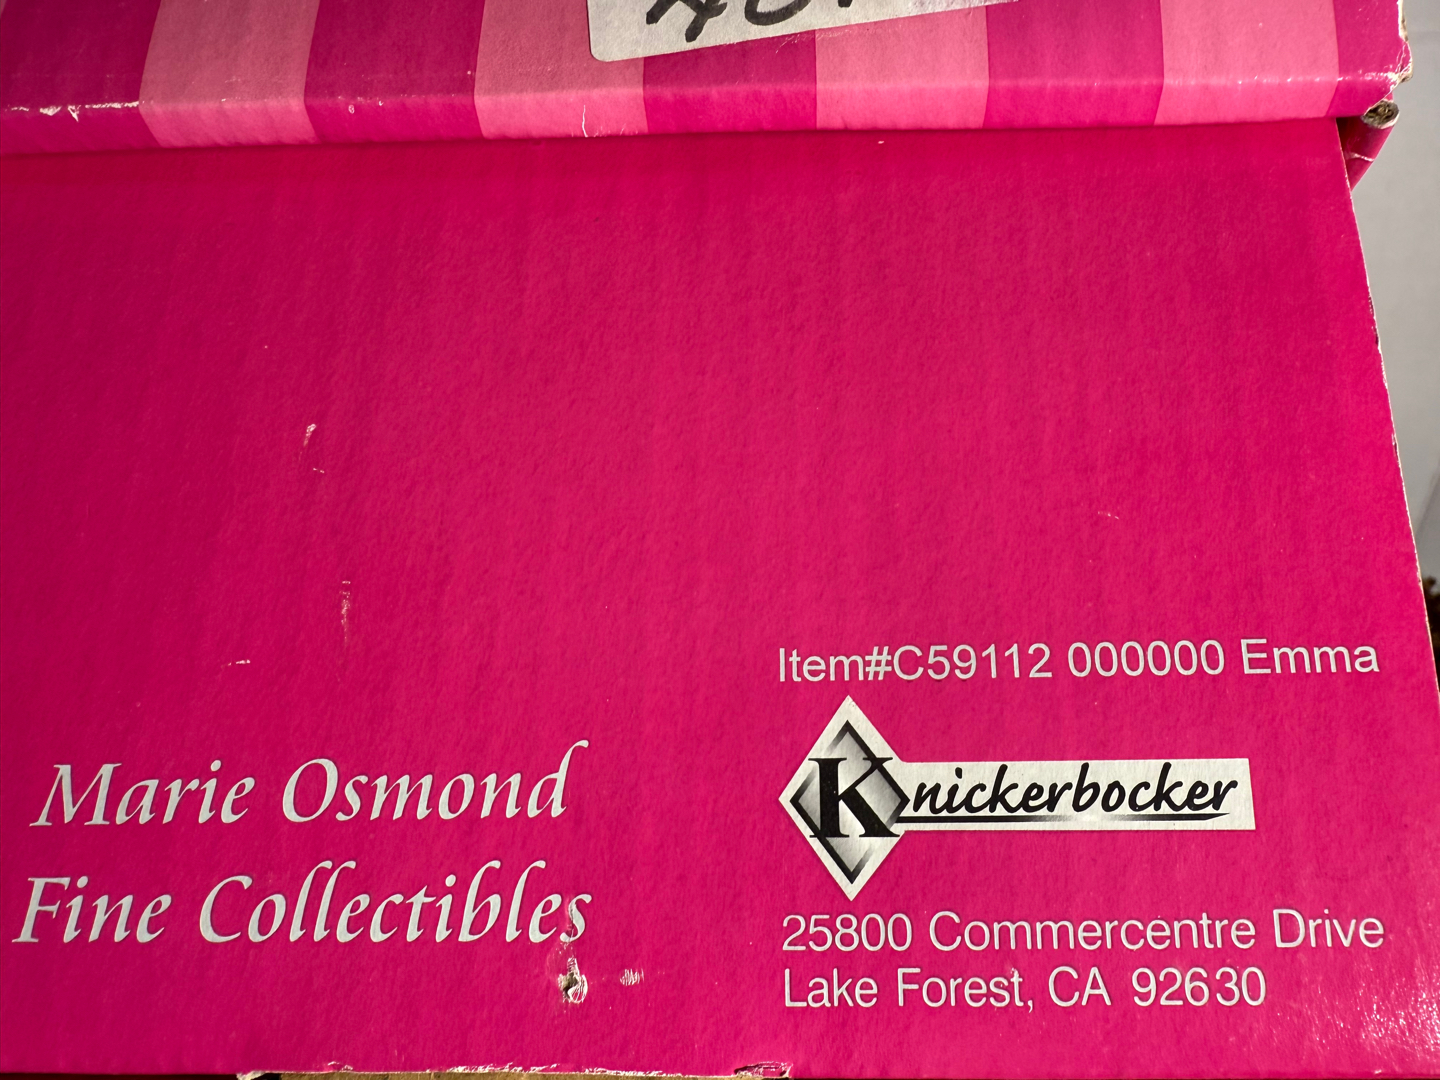 Item#C59112 000000 Emma
Knickerbocker
Marie Osmond
Fine Collectibles
25800 Commercentre Drive
Lake Forest, CA 92630